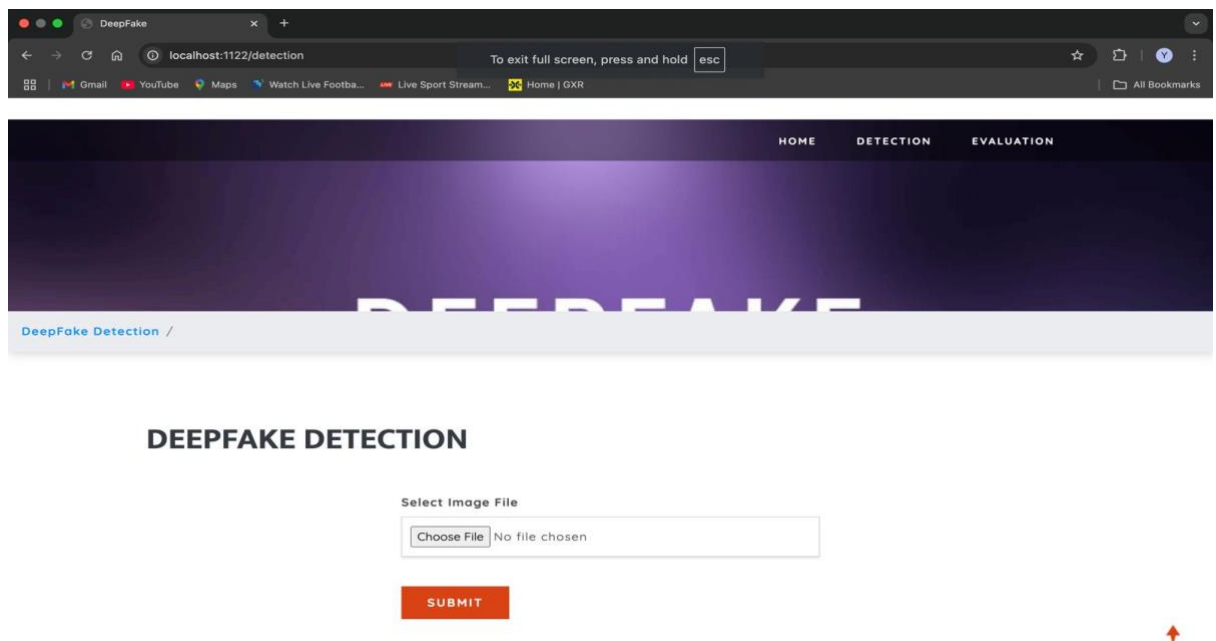 DeepFake
localhost:1122/detection
To exit full screen, press and hold esc
Y
Gmail YouTube Maps Watch Live Footba... LIVE Live Sport Stream... Home | GXR All Bookmarks
HOME DETECTION EVALUATION
DEEPFAKE
DeepFake Detection /
DEEPFAKE DETECTION
Select Image File
Choose File No file chosen
SUBMIT